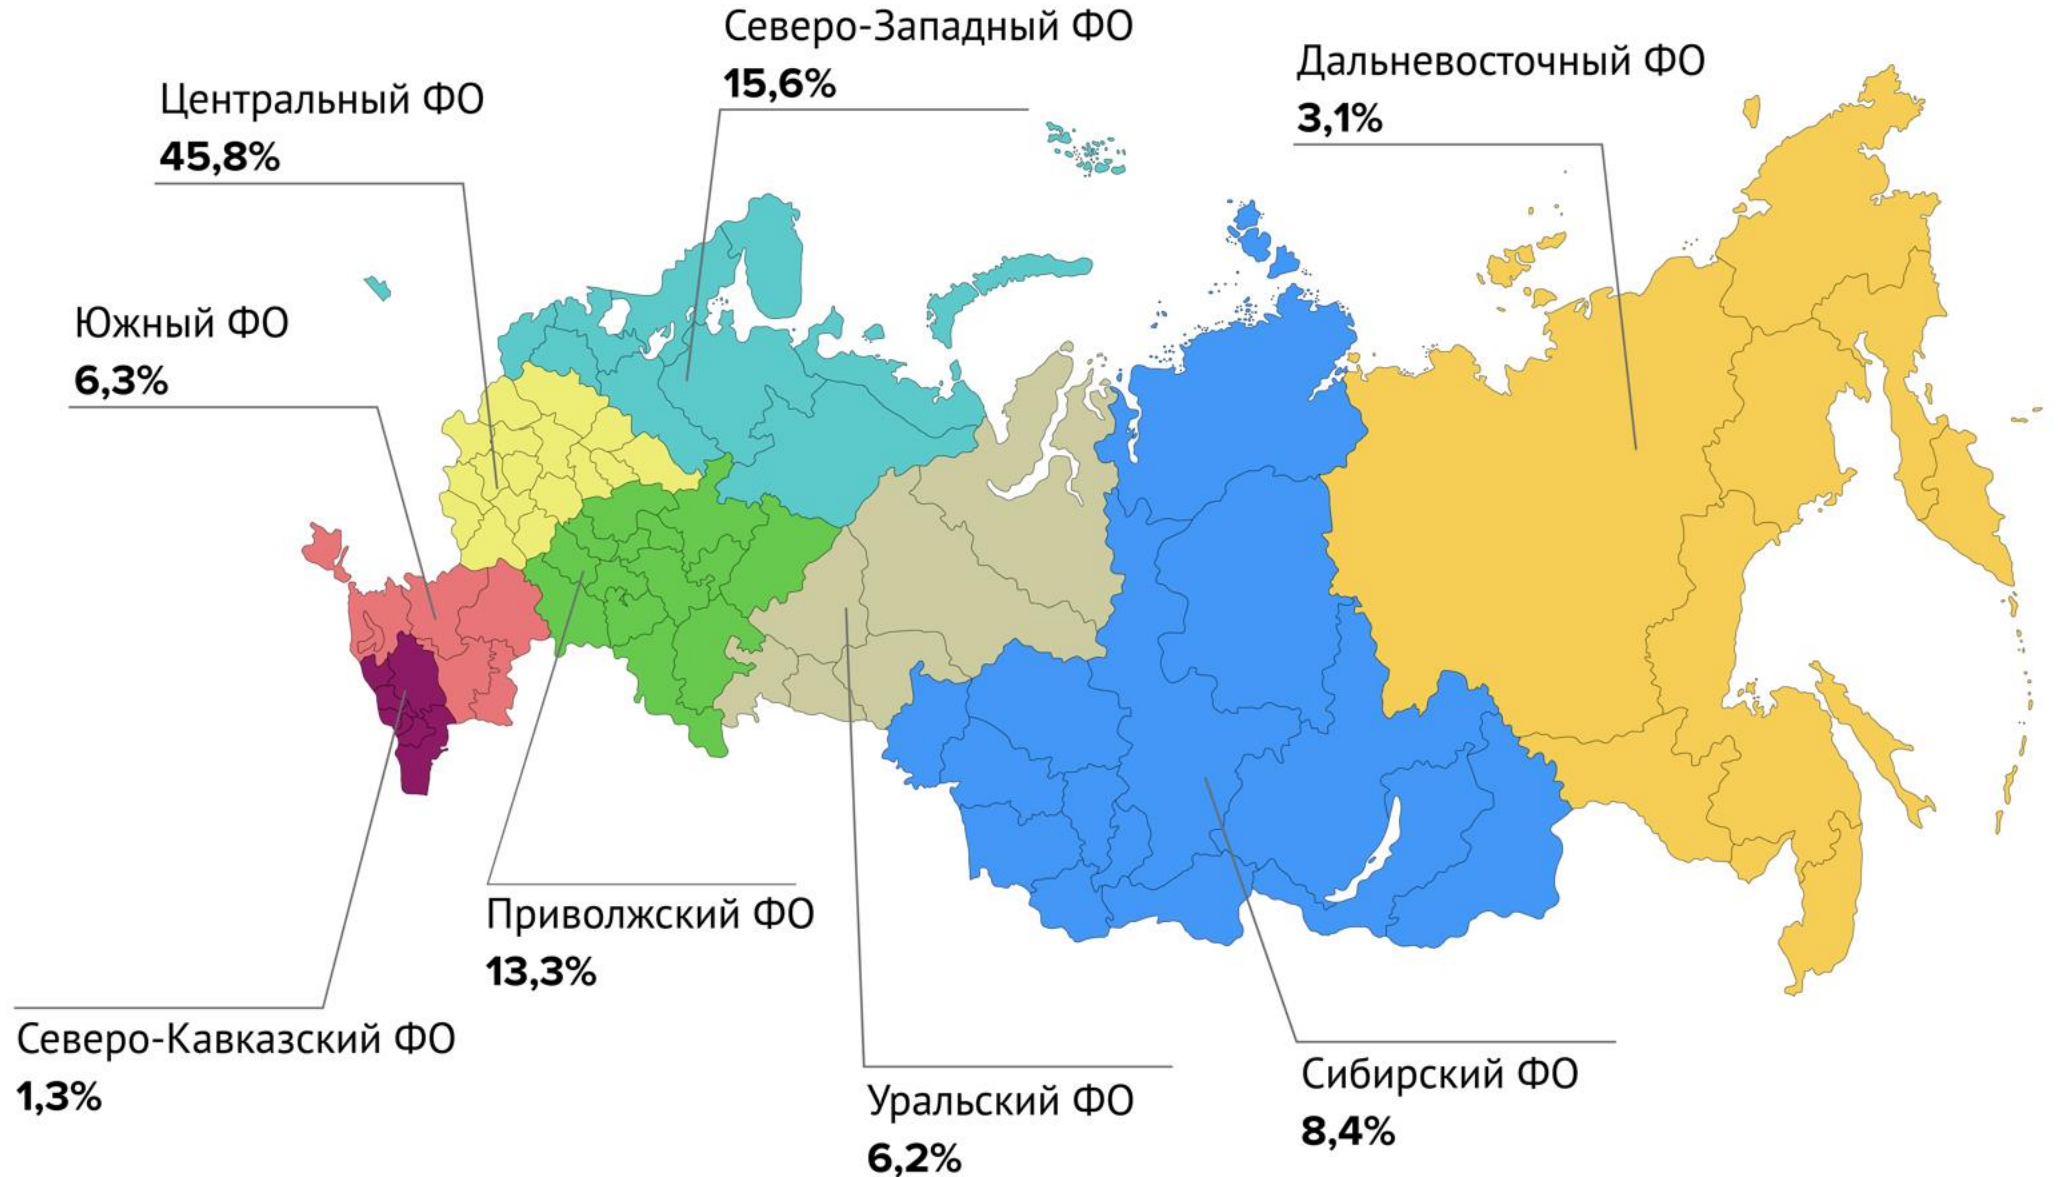 Северо-Западный ФО
15,6%
Дальневосточный ФО
3,1%
Центральный ФО
45,8%
Южный ФО
6,3%
Приволжский ФО
13,3%
Северо-Кавказский ФО
1,3%
Уральский ФО
6,2%
Сибирский ФО
8,4%